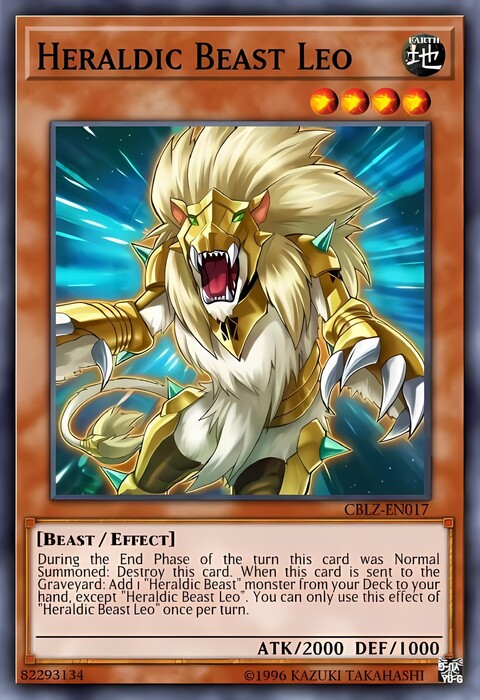 HERALDIC BEAST LEO
EARTH
地
CBLZ-EN017
[BEAST / EFFECT]
During the End Phase of the turn this card was Normal
Summoned: Destroy this card. When this card is sent to the
Graveyard: Add 1 "Heraldic Beast" monster from your Deck to your
hand, except "Heraldic Beast Leo". You can only use this effect of
"Heraldic Beast Leo" once per turn.
ATK/2000 DEF/1000
82293134
©1996 KAZUKI TAKAHASHI